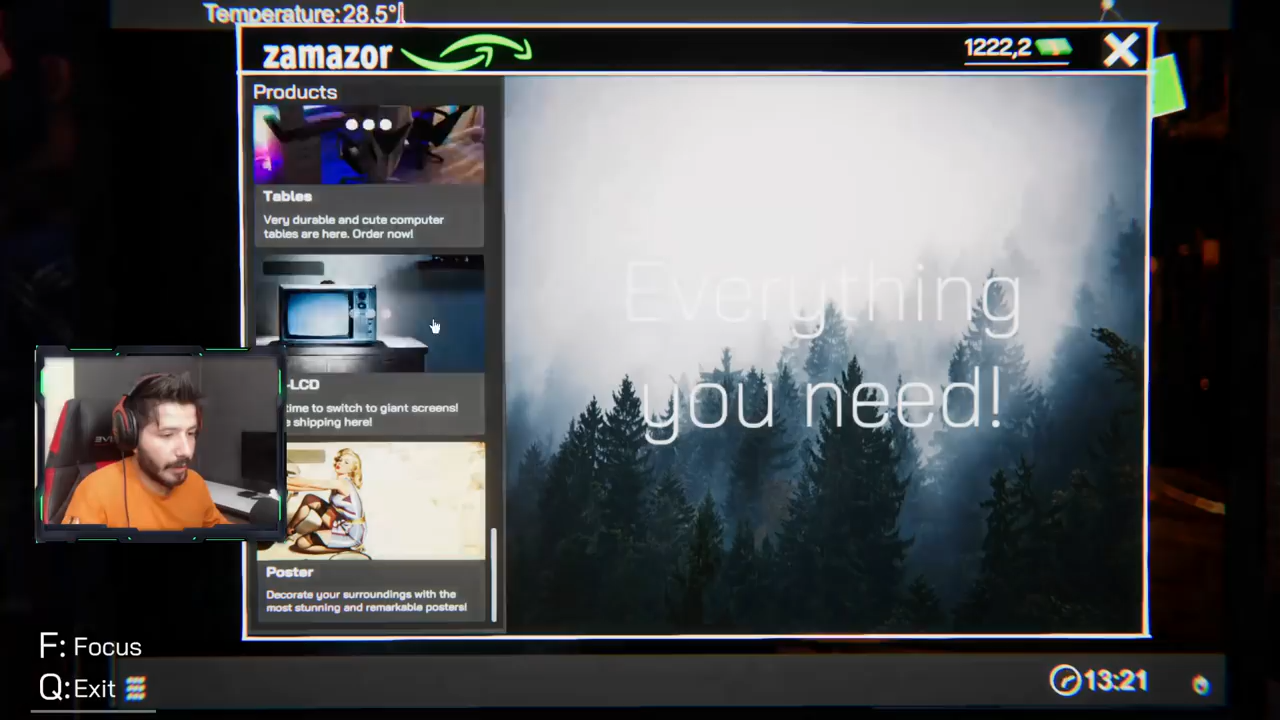 Temperature: 28.5°
zamazor
1222,2
Products
Tables
Very durable and cute computer
tables are here. Order now!
-LCD
time to switch to giant screens!
shipping here!
Poster
Decorate your surroundings with the
most stunning and remarkable posters!
Everything
you need!
F: Focus
Q: Exit
13:21